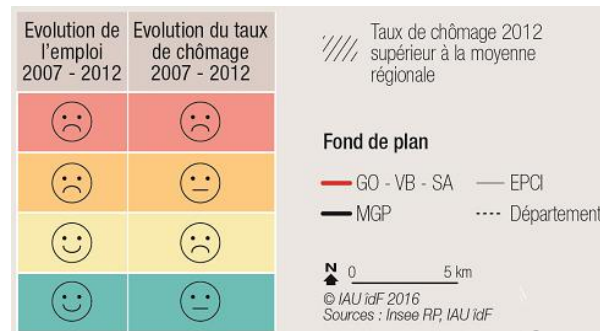 Evolution de
l'emploi
2007 - 2012
Evolution du taux
de chômage
2007 - 2012
Taux de chômage 2012
supérieur à la moyenne
régionale
Fond de plan
GO - VB - SA
EPCI
MGP
Département
N
0
5 km
© IAU îdF 2016
Sources : Insee RP, IAU îdF